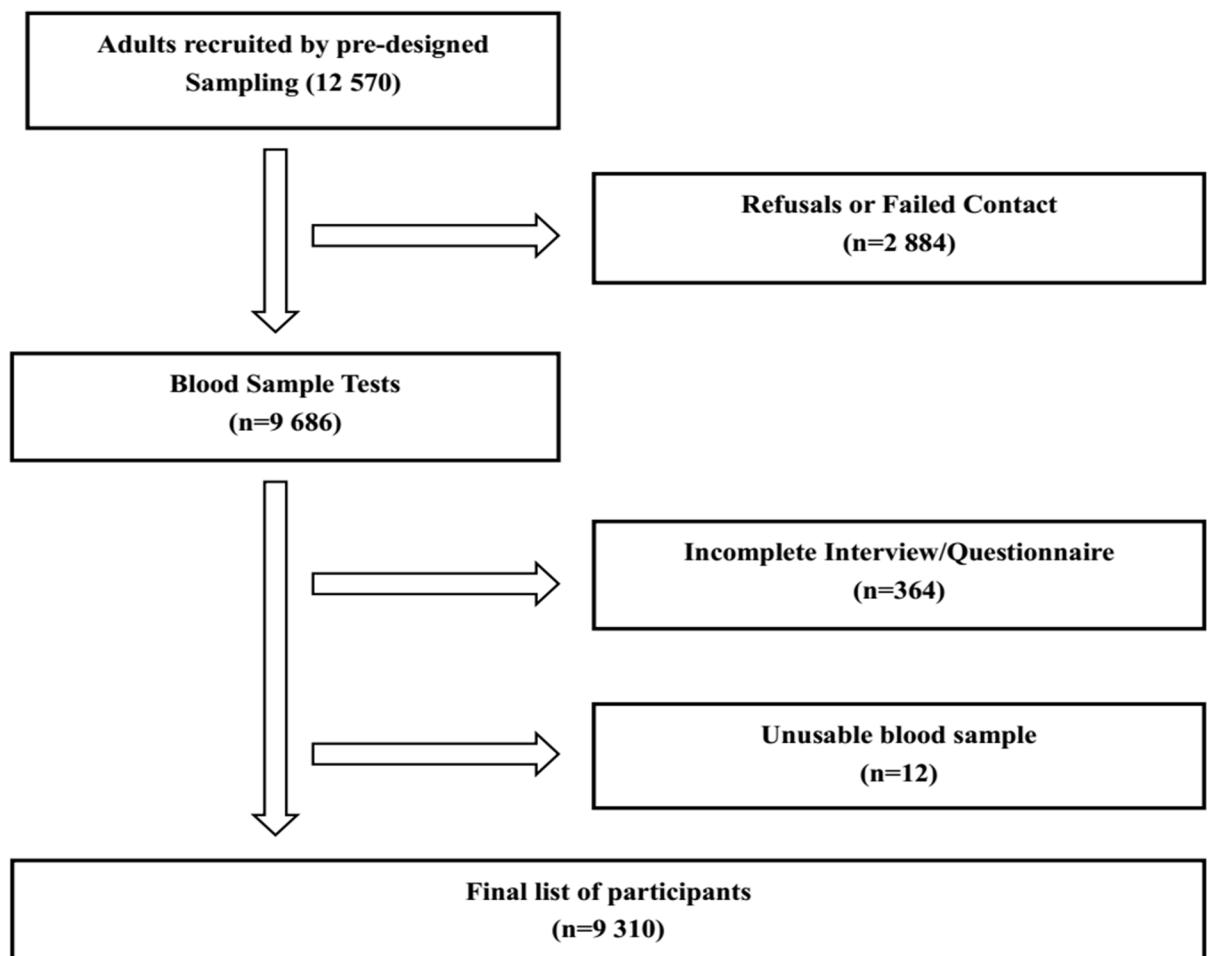 Adults recruited by pre-designed
Sampling (12 570)
Refusals or Failed Contact
(n=2 884)
Blood Sample Tests
(n=9 686)
Incomplete Interview/Questionnaire
(n=364)
Unusable blood sample
(n=12)
Final list of participants
(n=9 310)